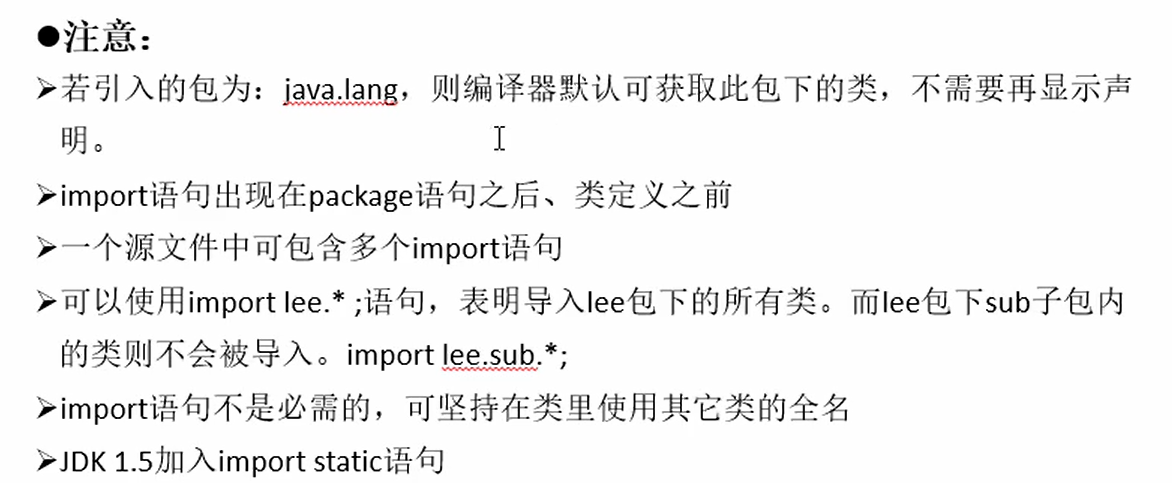 ●注意：
➢若引入的包为：java.lang，则编译器默认可获取此包下的类，不需要再显示声
明。
➢import语句出现在package语句之后、类定义之前
➢一个源文件中可包含多个import语句
➢可以使用import lee.* ;语句，表明导入lee包下的所有类。而lee包下sub子包内
的类则不会被导入。import lee.sub.*;
➢import语句不是必需的，可坚持在类里使用其它类的全名
➢JDK 1.5加入import static语句